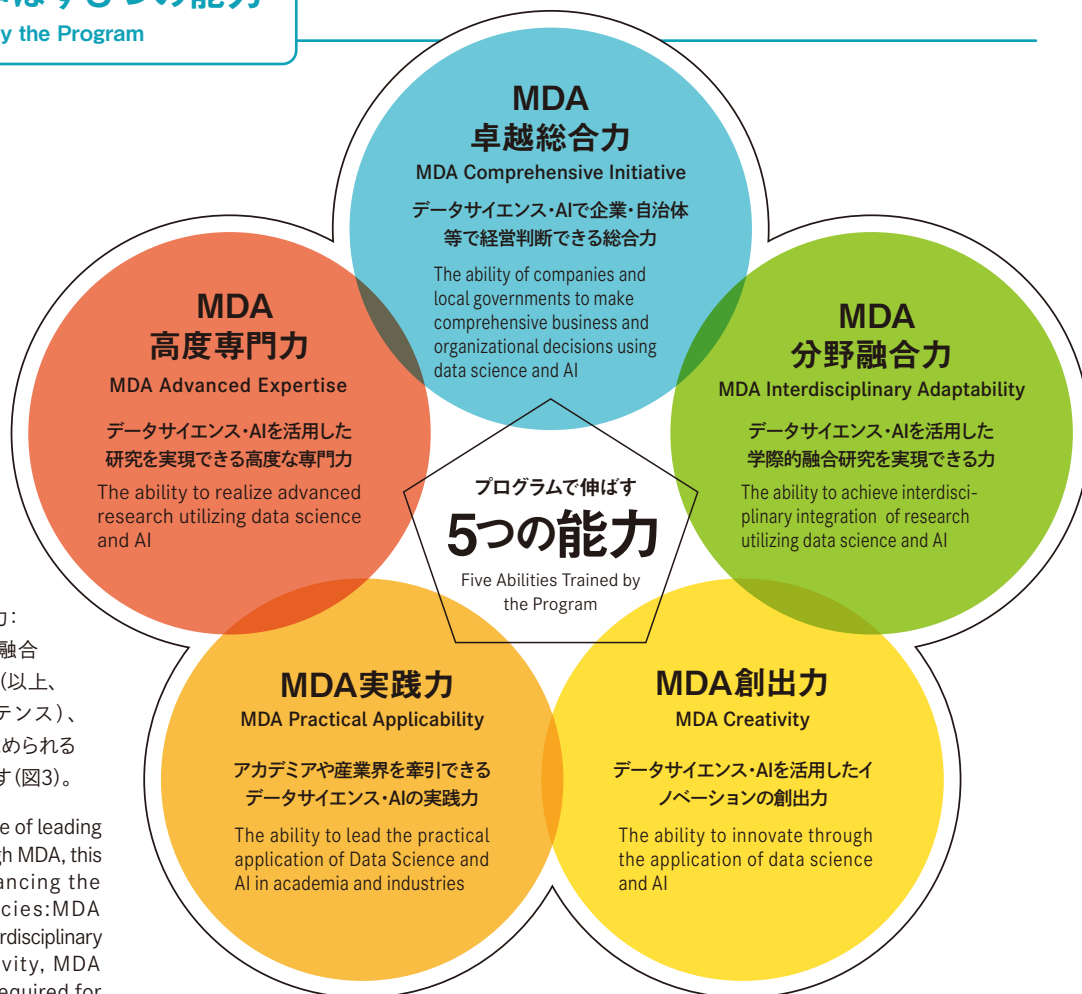 ばす5つの能力
y the Program
MDA
卓越総合力
MDA Comprehensive Initiative
データサイエンス・AIで企業・自治体
等で経営判断できる総合力
The ability of companies and
local governments to make
comprehensive business and
organizational decisions using
data science and AI
MDA
高度専門力
MDA Advanced Expertise
データサイエンス・AIを活用した
研究を実現できる高度な専門力
The ability to realize advanced
research utilizing data science
and AI
MDA
分野融合力
MDA Interdisciplinary Adaptability
データサイエンス・AIを活用した
学際的融合研究を実現できる力
The ability to achieve interdisci-
plinary integration of research
utilizing data science and AI
プログラムで伸ばす
5つの能力
Five Abilities Trained by
the Program
MDA実践力
MDA Practical Applicability
アカデミアや産業界を牽引できる
データサイエンス・AIの実践力
The ability to lead the practical
application of Data Science and
AI in academia and industries
MDA創出力
MDA Creativity
データサイエンス・AIを活用したイ
ノベーションの創出力
The ability to innovate through
the application of data science
and AI
力：
融合
（以上、
テンス）、
められる
す（図3）。
e of leading
gh MDA, this
ancing the
cies:MDA
rdisciplinary
vity, MDA
equired for